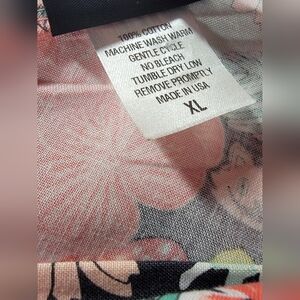 100% COTTON
MACHINE WASH WARM
GENTLE CYCLE
NO BLEACH
TUMBLE DRY LOW
REMOVE PROMPTLY
MADE IN USA
XL